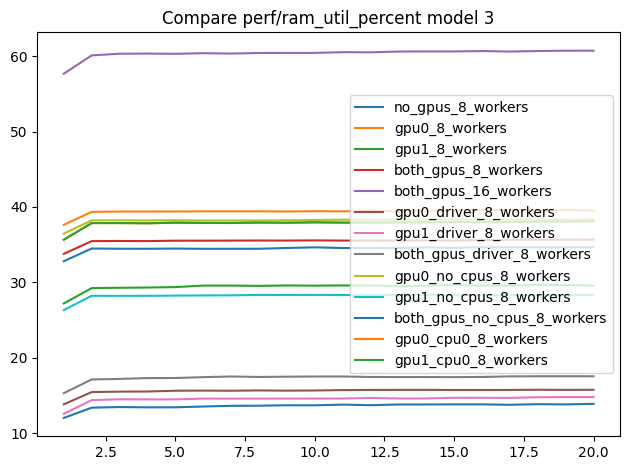 Compare perf/ram_util_percent model 3
60
50
40
30
20
10
no_gpus_8_workers
gpu0_8_workers
gpu1_8_workers
both_gpus_8_workers
both_gpus_16_workers
gpu0_driver_8_workers
gpu1_driver_8_workers
both_gpus_driver_8_workers
gpu0_no_cpus_8_workers
gpu1_no_cpus_8_workers
both_gpus_no_cpus_8_workers
gpu0_cpu0_8_workers
gpu1_cpu0_8_workers
2.5 5.0 7.5 10.0 12.5 15.0 17.5 20.0